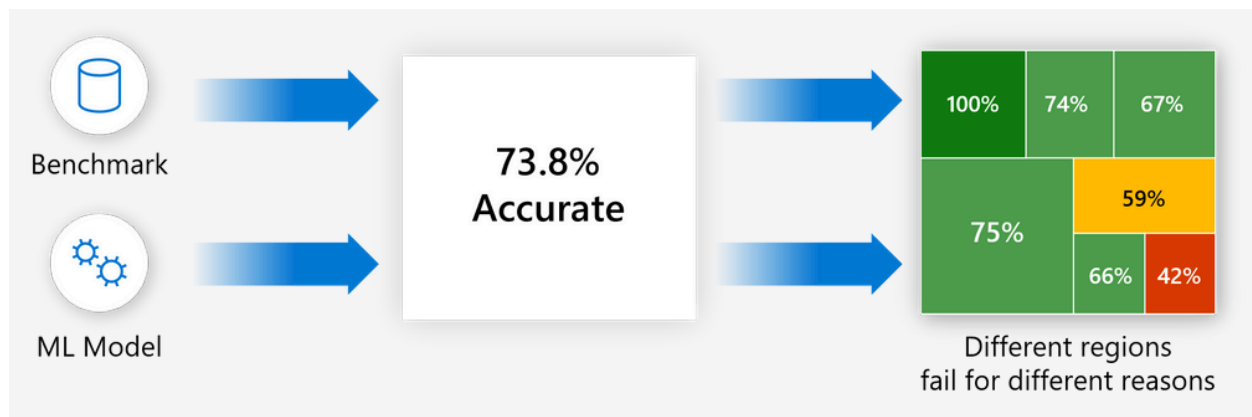 Benchmark
ML Model
73.8%
Accurate
100%
74%
67%
75%
59%
66%
42%
Different regions
fail for different reasons